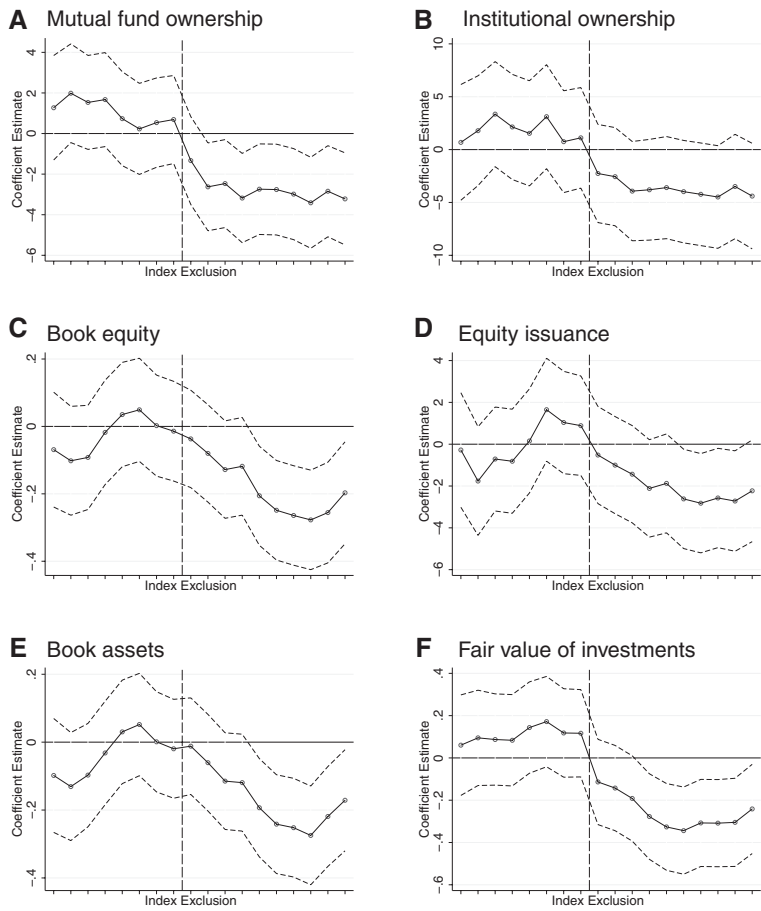 A Mutual fund ownership
Coefficient Estimate
4
2
0
−2
−4
−6
Index Exclusion
B Institutional ownership
Coefficient Estimate
10
5
0
−5
−10
Index Exclusion
C Book equity
Coefficient Estimate
.2
0
−.2
−.4
Index Exclusion
D Equity issuance
Coefficient Estimate
4
2
0
−2
−4
−6
Index Exclusion
E Book assets
Coefficient Estimate
.2
0
−.2
−.4
Index Exclusion
F Fair value of investments
Coefficient Estimate
.4
.2
0
−.2
−.4
−.6
Index Exclusion